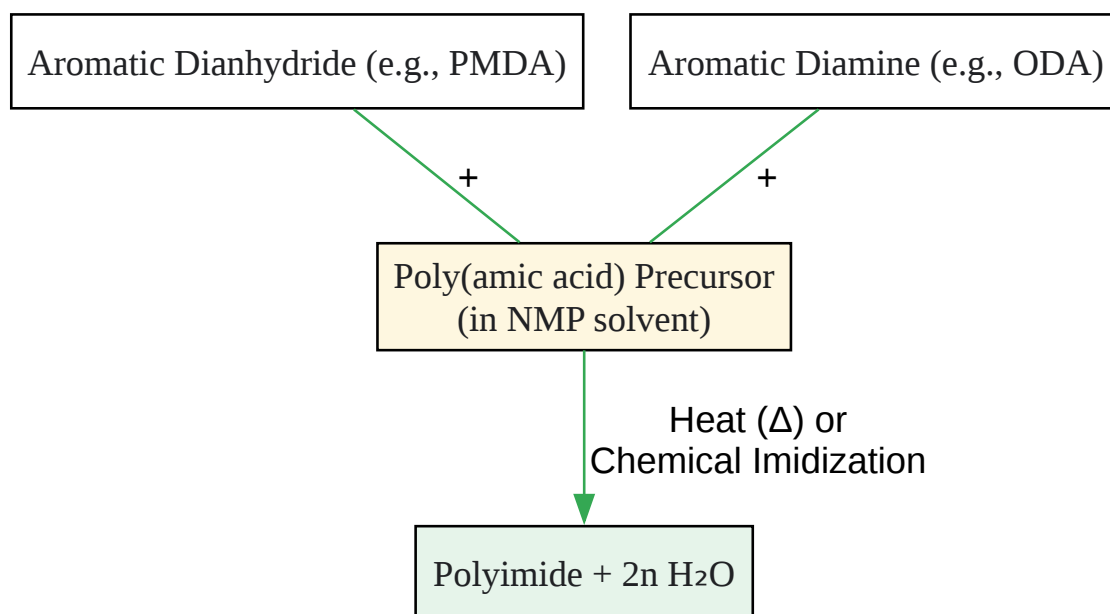 Aromatic Dianhydride (e.g., PMDA)
Aromatic Diamine (e.g., ODA)
+
+
Poly(amic acid) Precursor
(in NMP solvent)
Heat (Δ) or
Chemical Imidization
Polyimide + 2n H₂O